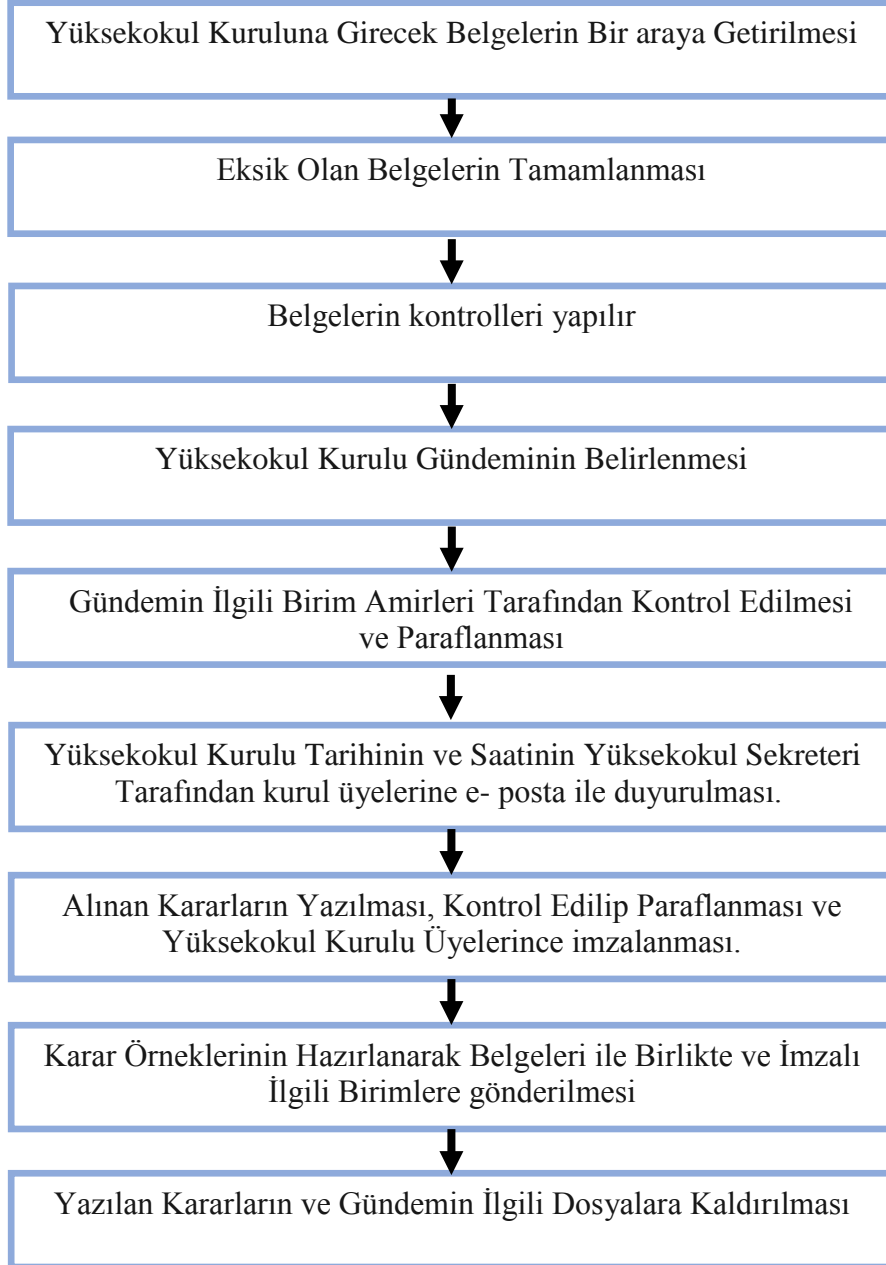 Yüksekokul Kuruluna Girecek Belgelerin Bir araya Getirilmesi
Eksik Olan Belgelerin Tamamlanması
Belgelerin kontrolleri yapılır
Yüksekokul Kurulu Gündeminin Belirlenmesi
Gündemin İlgili Birim Amirleri Tarafından Kontrol Edilmesi
ve Paraflanması
Yüksekokul Kurulu Tarihinin ve Saatinin Yüksekokul Sekreteri
Tarafından kurul üyelerine e- posta ile duyurulması.
Alınan Kararların Yazılması, Kontrol Edilip Paraflanması ve
Yüksekokul Kurulu Üyelerince imzalanması.
Karar Örneklerinin Hazırlanarak Belgeleri ile Birlikte ve İmzalı
İlgili Birimlere gönderilmesi
Yazılan Kararların ve Gündemin İlgili Dosyalara Kaldırılması